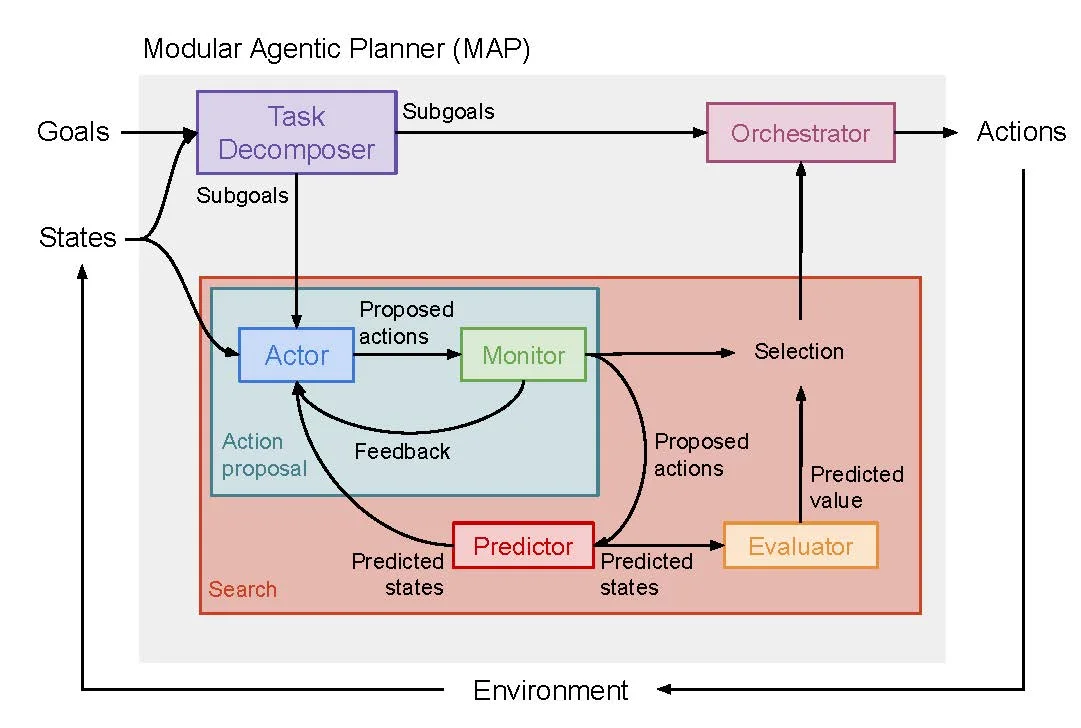 Modular Agentic Planner (MAP)
Goals
Task
Decomposer
Subgoals
Orchestrator
Actions
Subgoals
States
Proposed
actions
Actor
Monitor
Selection
Feedback
Action
proposal
Proposed
actions
Predicted
value
Predictor
Evaluator
Predicted
states
Predicted
states
Search
Environment